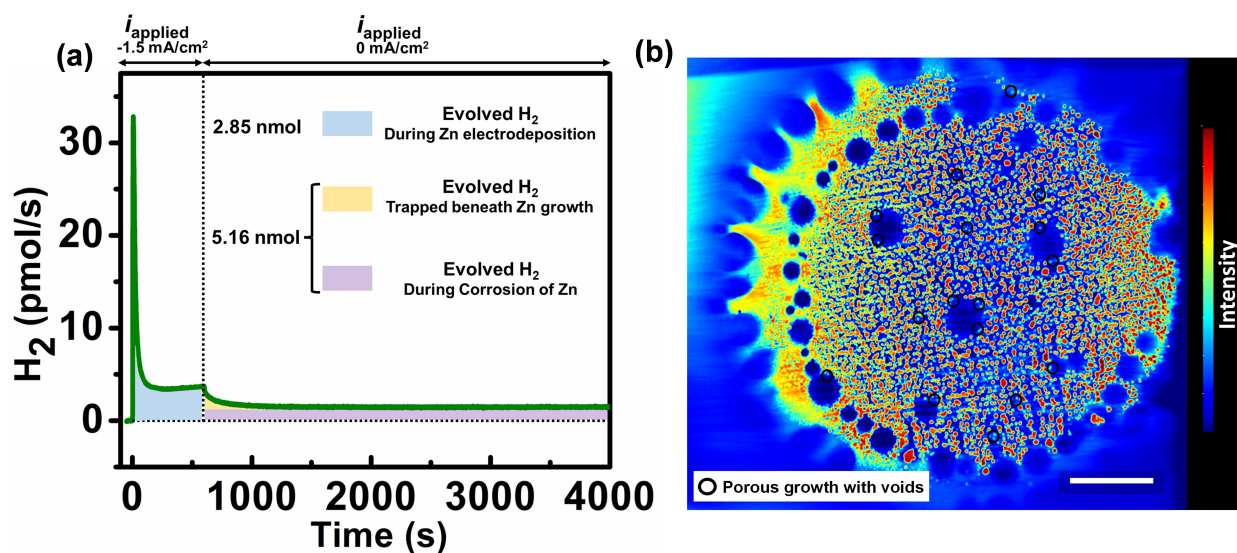 (a)
i applied
-1.5 mA/cm²
i applied
0 mA/cm²
H₂ (pmol/s)
30
20
10
0
0
1000
2000
3000
4000
Time (s)
2.85 nmol
Evolved H₂
During Zn electrodeposition
5.16 nmol
Evolved H₂
Trapped beneath Zn growth
Evolved H₂
During Corrosion of Zn
(b)
Porous growth with voids
Intensity